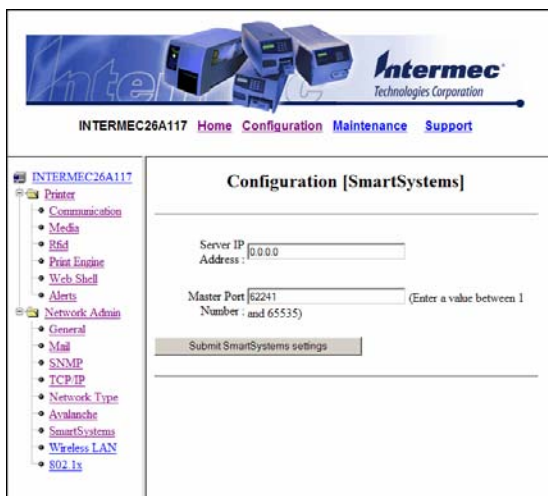 Intermec
Intermec
Technologies Corporation
INTERMEC26A117 Home Configuration Maintenance Support
INTERMEC26A117
Printer
Communication
Media
Rfid
Print Engine
Web Shell
Alerts
Network Admin
General
Mail
SNMP
TCP/IP
Network Type
Avalanche
SmartSystems
Wireless LAN
802.1x
Configuration [SmartSystems]
Server IP
Address : 0.0.0.0
Master Port 62241 (Enter a value between 1
Number : and 65535)
Submit SmartSystems settings